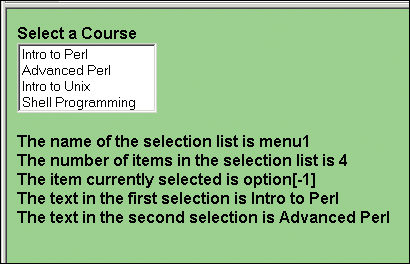 Select a Course
Intro to Perl
Advanced Perl
Intro to Unix
Shell Programming
The name of the selection list is menu1
The number of items in the selection list is 4
The item currently selected is option[-1]
The text in the first selection is Intro to Perl
The text in the second selection is Advanced Perl